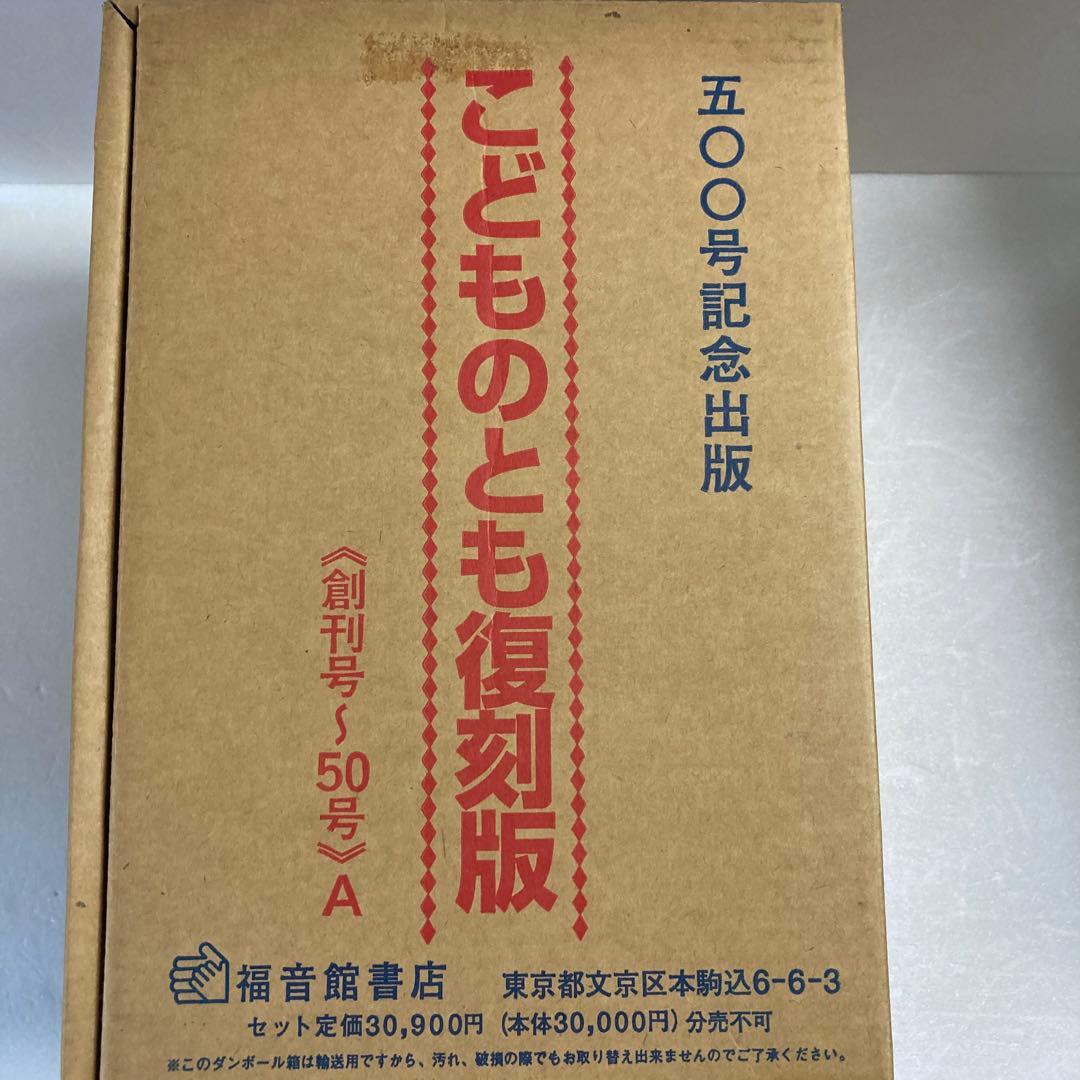 五〇〇号記念出版
こどものとも復刻版
《創刊号～50号》A
福音館書店 東京都文京区本駒込6-6-3
セット定価30,900円 (本体30,000円) 分売不可
※このダンボール箱は輸送用ですから、汚れ、破損の際でもお取り替え出来ませんのでご了承ください。